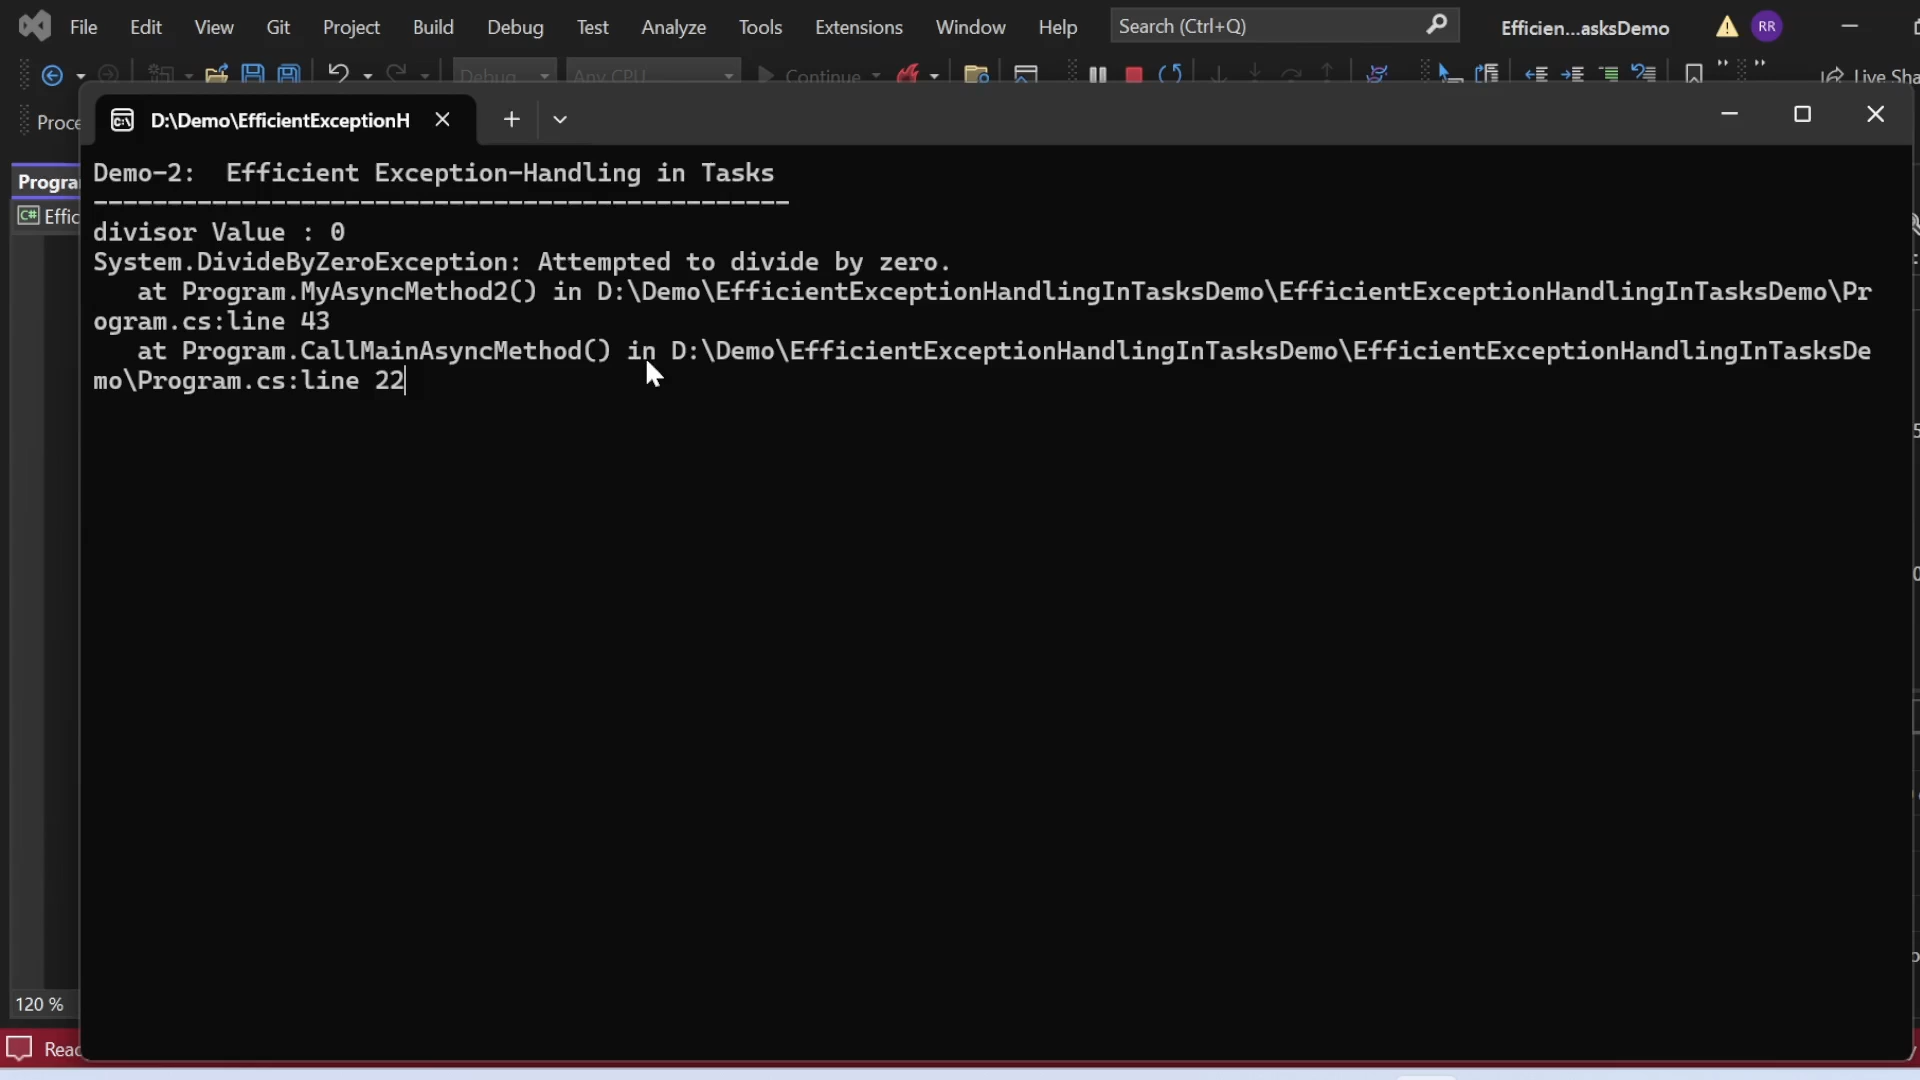 File Edit View Git Project Build Debug Test Analyze Tools Extensions Window Help Search (Ctrl+Q) Efficien...asksDemo RR
Debug Any CPU Continue Live Sha
Proce
D:\Demo\EfficientExceptionH
Progra
Effic
Demo-2:  Efficient Exception-Handling in Tasks
-----------------------------------------------
divisor Value : 0
System.DivideByZeroException: Attempted to divide by zero.
   at Program.MyAsyncMethod2() in D:\Demo\EfficientExceptionHandlingInTasksDemo\EfficientExceptionHandlingInTasksDemo\Pr
ogram.cs:line 43
   at Program.CallMainAsyncMethod() in D:\Demo\EfficientExceptionHandlingInTasksDemo\EfficientExceptionHandlingInTasksDe
mo\Program.cs:line 22
120 %
Read